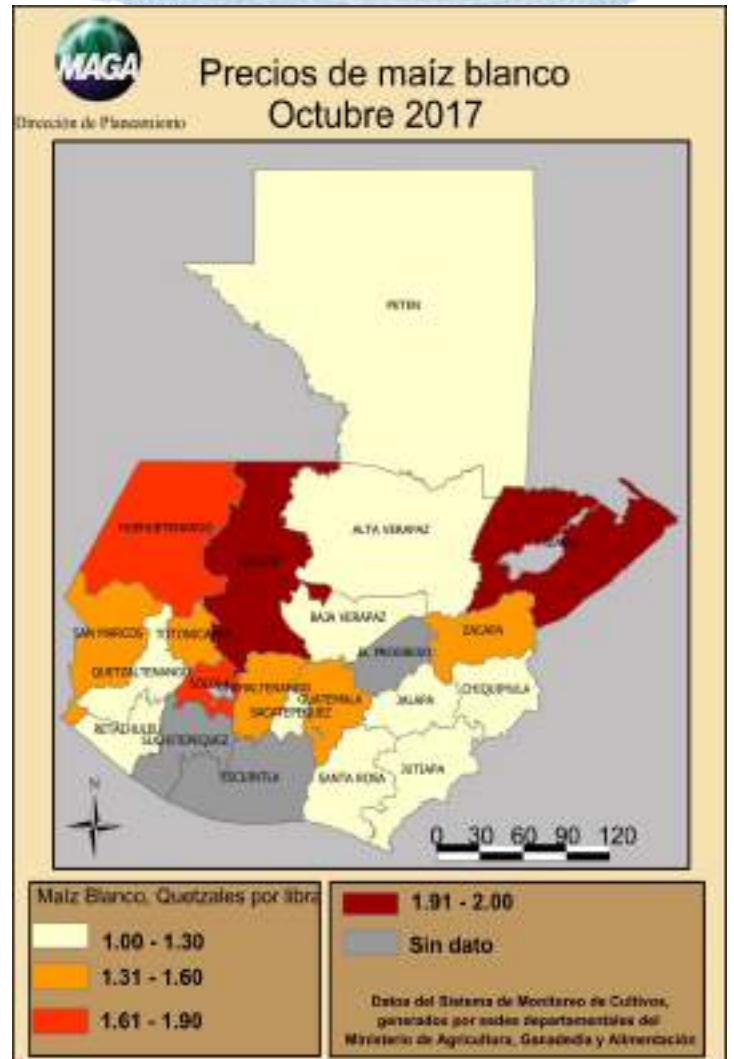 MAGA
Precios de maíz blanco
Octubre 2017
Dirección de Planeamiento
PETEN
HUEHUETENANGO
ALTA VERAPAZ
BAJA VERAPAZ
SAN MARCOS
TOTONICAPAN
ZACAPA
EL PROGRESO
QUETZALTENANGO
SOLOLA
CHIMALTENANGO
GUATEMALA
JALAPA
CHIQUIMULA
SACATEPEQUEZ
RETALHULEU
SUCHITEPEQUEZ
ESCUINTLA
SANTA ROSA
JUTIAPA
N
0 30 60 90 120
Maíz Blanco, Quetzales por libra
1.00 - 1.30
1.31 - 1.60
1.61 - 1.90
1.91 - 2.00
Sin dato
Datos del Sistema de Monitoreo de Cultivos,
generados por sedes departamentales del
Ministerio de Agricultura, Ganadedía y Alimentación